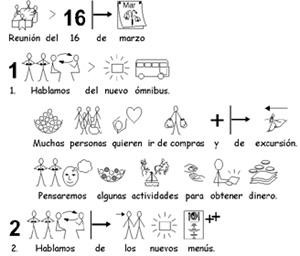 > 16 Mar
Reunión del 16 de marzo
1 >
1. Hablamos del nuevo ómnibus.
+
Muchas personas quieren ir de compras y de excursión.
Pensaremos algunas actividades para obtener dinero.
2 ++
2. Hablamos de los nuevos menús.